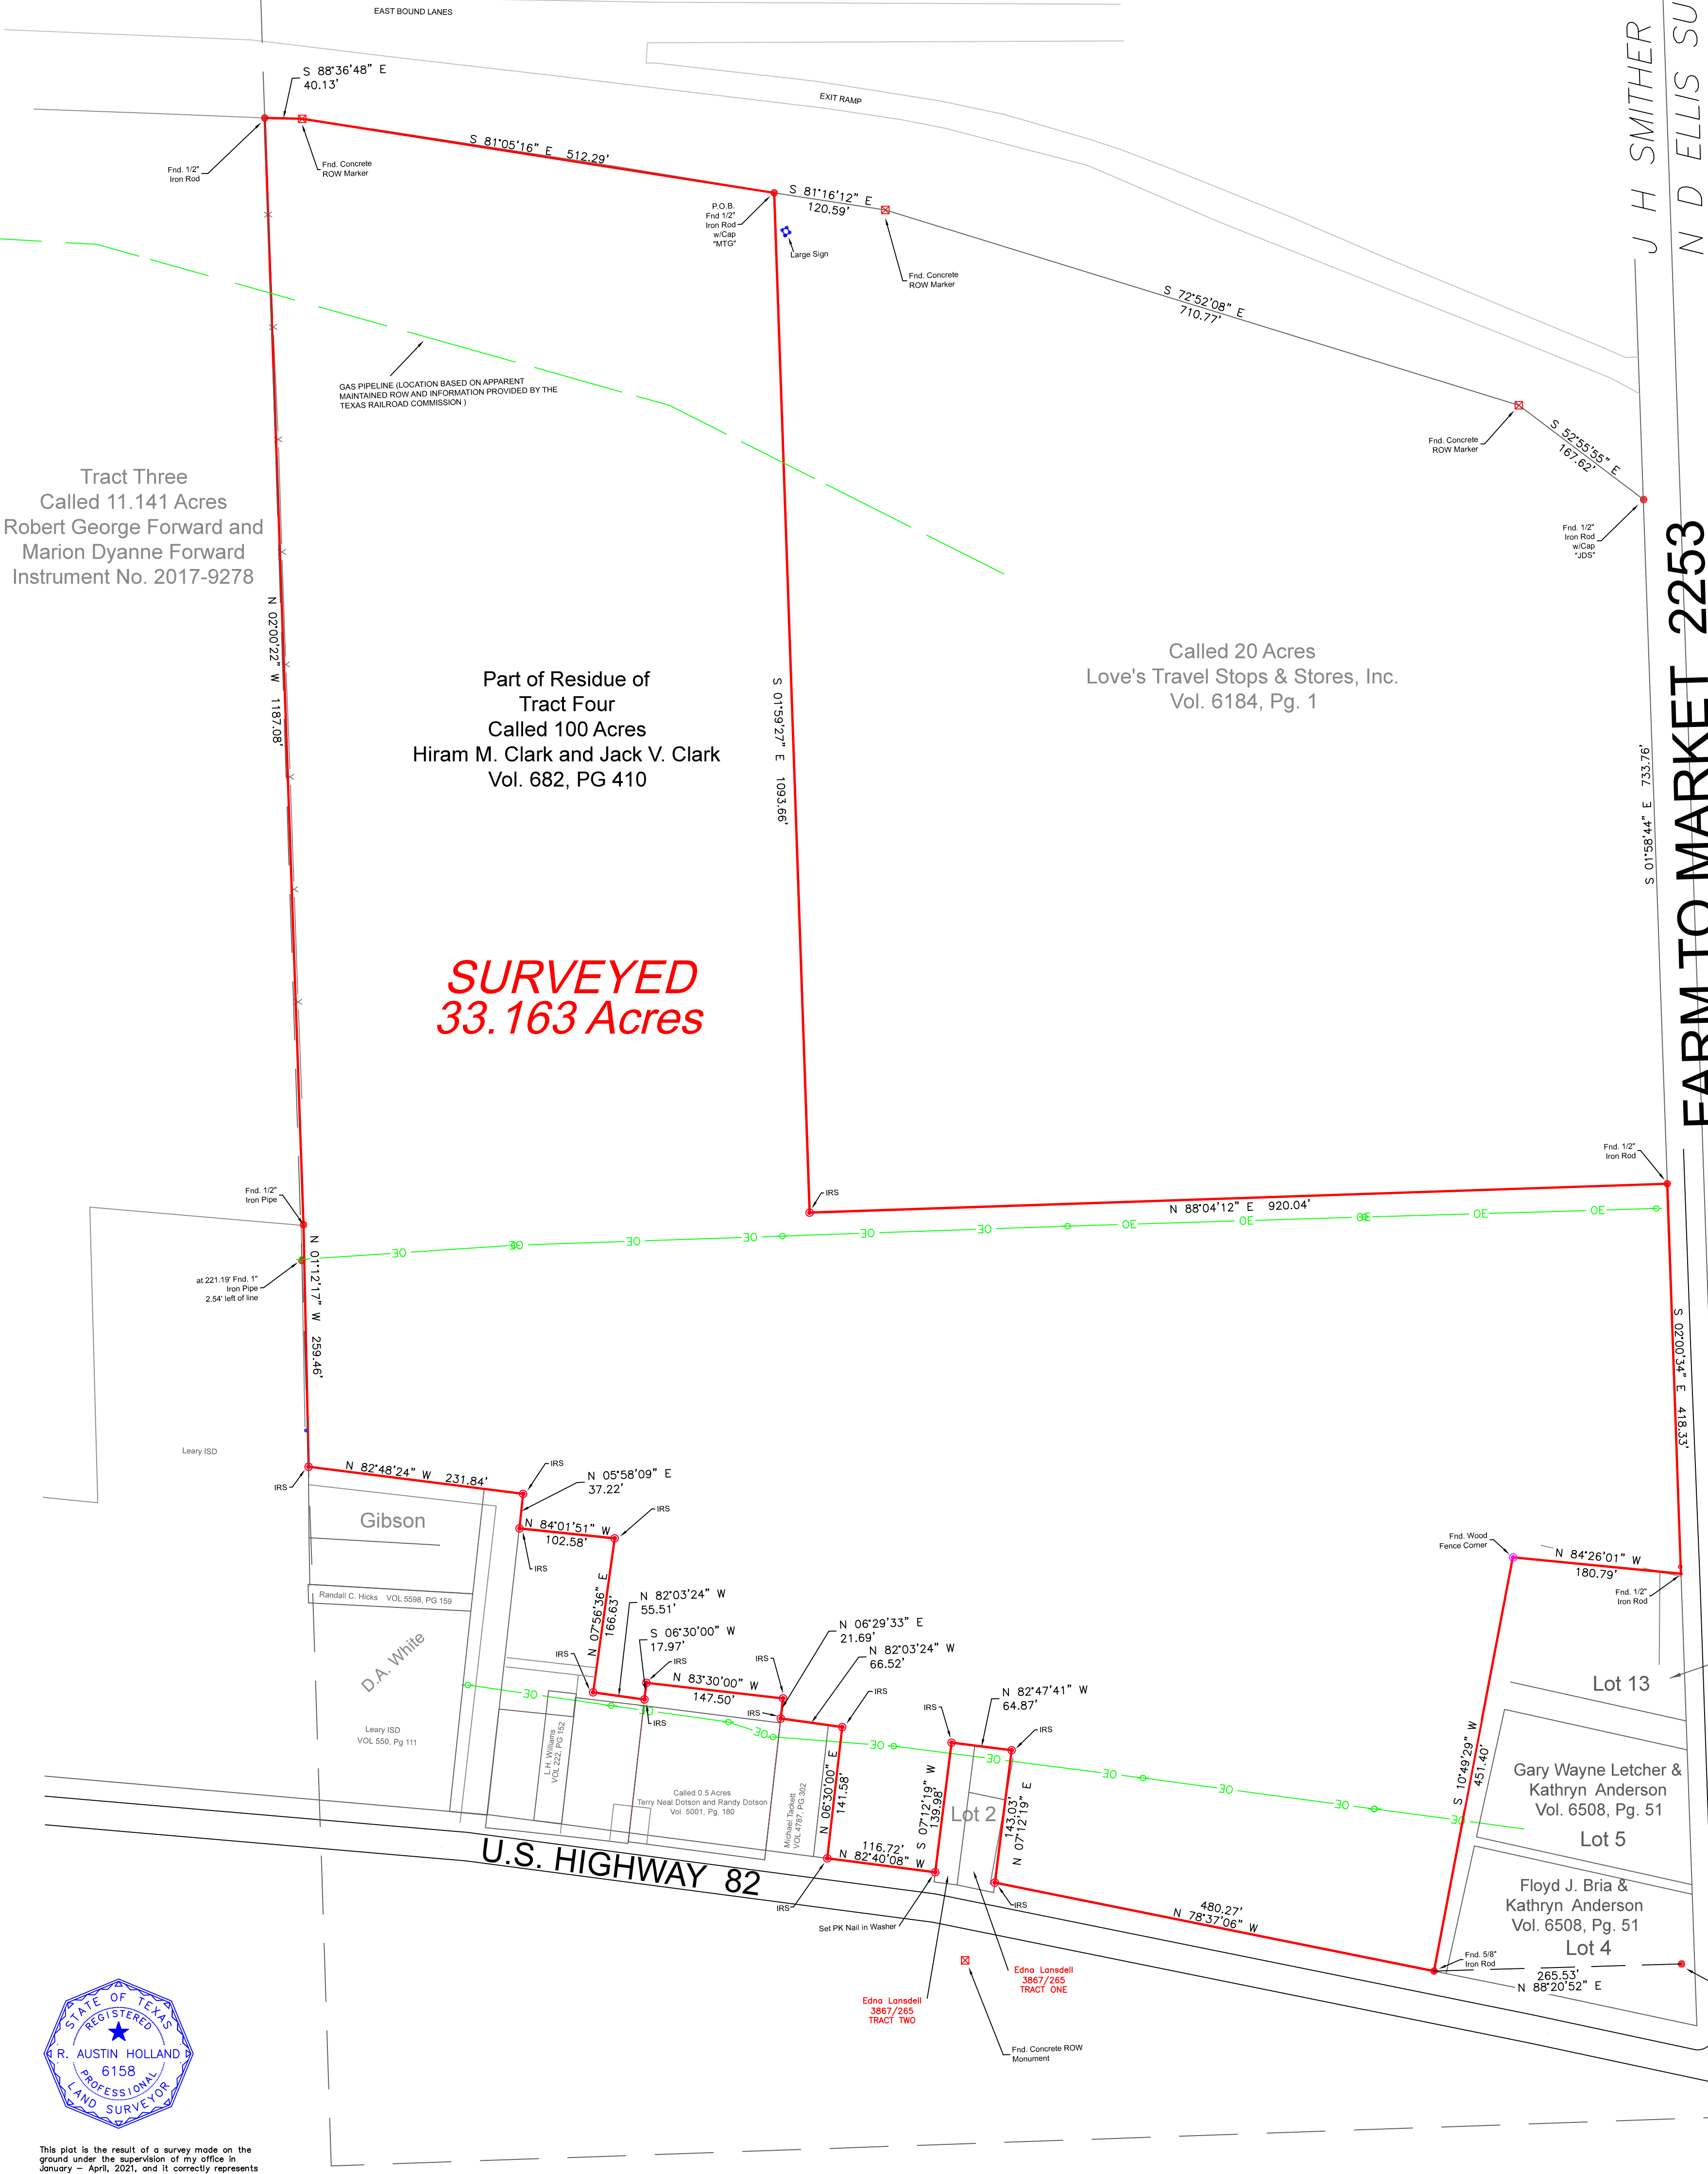 EAST BOUND LANES
S 88°36'48" E
40.13'
EXIT RAMP
J H SMITHER
N D ELLIS SU
S 81°05'16" E 512.29'
Fnd. 1/2"
Iron Rod
Fnd. Concrete
ROW Marker
S 81°16'12" E
120.59'
P.O.B.
Fnd 1/2"
Iron Rod
w/Cap
"MTG"
Large Sign
Fnd. Concrete
ROW Marker
S 72°52'08" E
710.77'
GAS PIPELINE (LOCATION BASED ON APPARENT
MAINTAINED ROW AND INFORMATION PROVIDED BY THE
TEXAS RAILROAD COMMISSION )
Fnd. Concrete
ROW Marker
S 52°55'55" E
167.62'
Fnd. 1/2"
Iron Rod
w/Cap
"JDS"
Tract Three
Called 11.141 Acres
Robert George Forward and
Marion Dyanne Forward
Instrument No. 2017-9278
N 02°00'22" W 1187.08'
Part of Residue of
Tract Four
Called 100 Acres
Hiram M. Clark and Jack V. Clark
Vol. 682, PG 410
S 01°59'27" E 1093.66'
Called 20 Acres
Love's Travel Stops & Stores, Inc.
Vol. 6184, Pg. 1
S 01°58'44" E 733.76'
FARM TO MARKET 2253
SURVEYED
33.163 Acres
Fnd. 1/2"
Iron Pipe
IRS
N 88°04'12" E 920.04'
Fnd. 1/2"
Iron Rod
OE
OE
OE
OE
OE
OE
OE
OE
OE
OE
OE
at 221.19' Fnd. 1"
Iron Pipe
2.54' left of line
N 01°12'17" W 259.46'
S 02°00'34" E 418.33'
Leary ISD
IRS
N 82°48'24" W 231.84'
IRS
N 05°58'09" E
37.22'
IRS
Gibson
N 84°01'51" W
102.58'
IRS
Fnd. Wood
Fence Corner
N 84°26'01" W
180.79'
Fnd. 1/2"
Iron Rod
Randall C. Hicks VOL 5598, PG 159
N 07°56'36" E
166.63'
N 82°03'24" W
55.51'
S 06°30'00" W
17.97'
N 06°29'33" E
21.69'
N 82°03'24" W
66.52'
D.A. White
IRS
IRS
IRS
N 83°30'00" W
147.50'
IRS
IRS
IRS
N 82°47'41" W
64.87'
IRS
IRS
Lot 13
OE
OE
OE
OE
OE
OE
OE
OE
OE
Leary ISD
VOL 550, Pg 111
L.H. Williams
VOL 222, PG 152
Called 0.5 Acres
Terry Neal Dotson and Randy Dotson
Vol. 5001, Pg. 180
Michael Tackett
VOL 4787, PG 302
N 06°30'00" E
141.58'
S 07°12'19" W
139.98'
Lot 2
143.03'
N 07°12'19" E
S 10°49'29" W
451.40'
Gary Wayne Letcher &
Kathryn Anderson
Vol. 6508, Pg. 51
Lot 5
116.72'
N 82°40'08" W
U.S. HIGHWAY 82
IRS
Set PK Nail in Washer
IRS
480.27'
N 78°37'06" W
Floyd J. Bria &
Kathryn Anderson
Vol. 6508, Pg. 51
Lot 4
Fnd. 5/8"
Iron Rod
265.53'
N 88°20'52" E
Edna Lansdell
3867/265
TRACT ONE
Edna Lansdell
3867/265
TRACT TWO
Fnd. Concrete ROW
Monument
STATE OF TEXAS
REGISTERED
R. AUSTIN HOLLAND
6158
PROFESSIONAL
LAND SURVEYOR
This plat is the result of a survey made on the
ground under the supervision of my office in
January - April, 2021, and it correctly represents